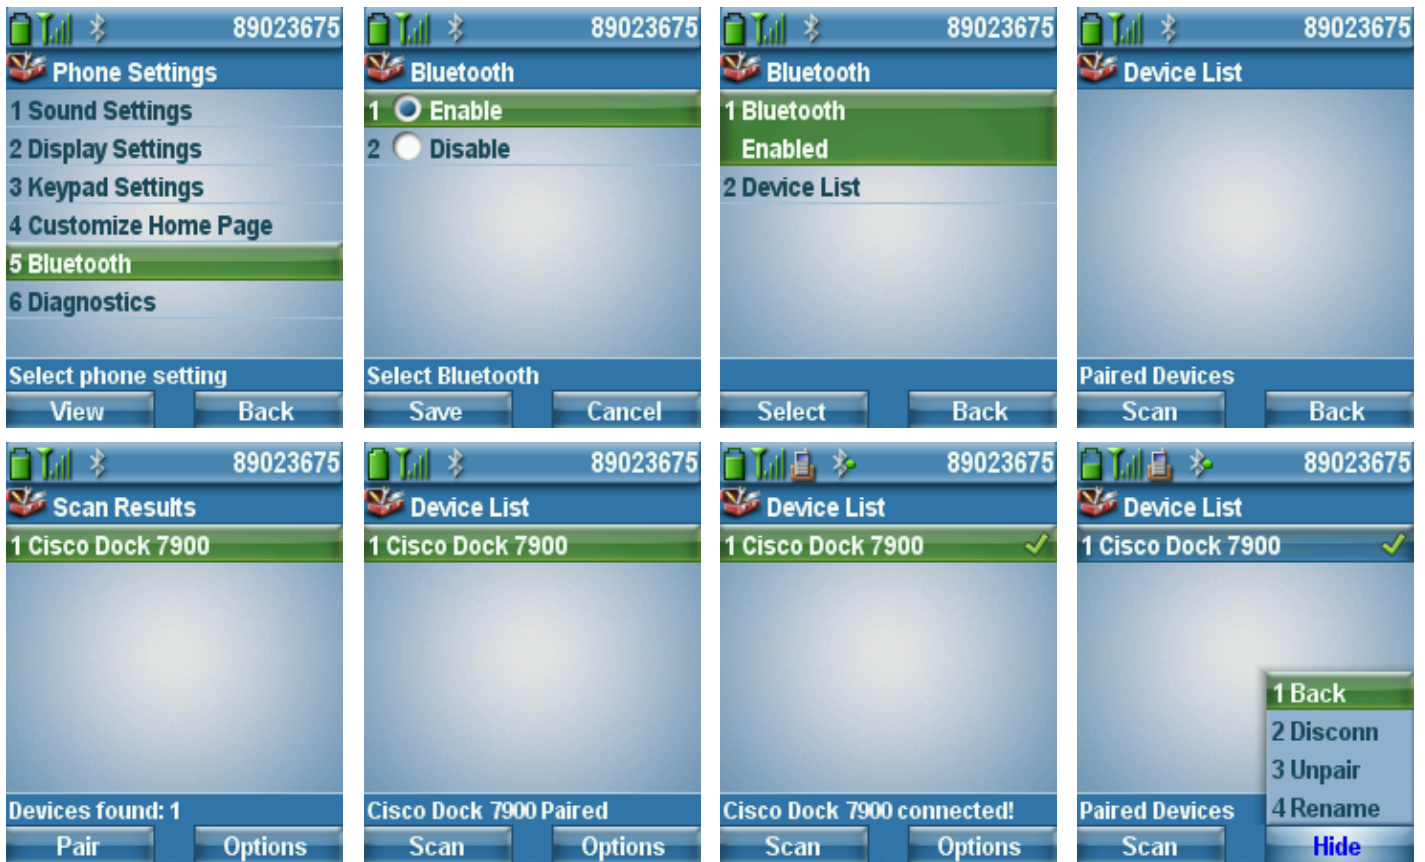 89023675
Phone Settings
1 Sound Settings
2 Display Settings
3 Keypad Settings
4 Customize Home Page
5 Bluetooth
6 Diagnostics
Select phone setting
View Back
89023675
Bluetooth
1 Enable
2 Disable
Select Bluetooth
Save Cancel
89023675
Bluetooth
1 Bluetooth
Enabled
2 Device List
Select Back
89023675
Device List
Paired Devices
Scan Back
89023675
Scan Results
1 Cisco Dock 7900
Devices found: 1
Pair Options
89023675
Device List
1 Cisco Dock 7900
Cisco Dock 7900 Paired
Scan Options
89023675
Device List
1 Cisco Dock 7900
Cisco Dock 7900 connected!
Scan Options
89023675
Device List
1 Cisco Dock 7900
1 Back
2 Disconn
3 Unpair
Paired Devices 4 Rename
Scan Hide